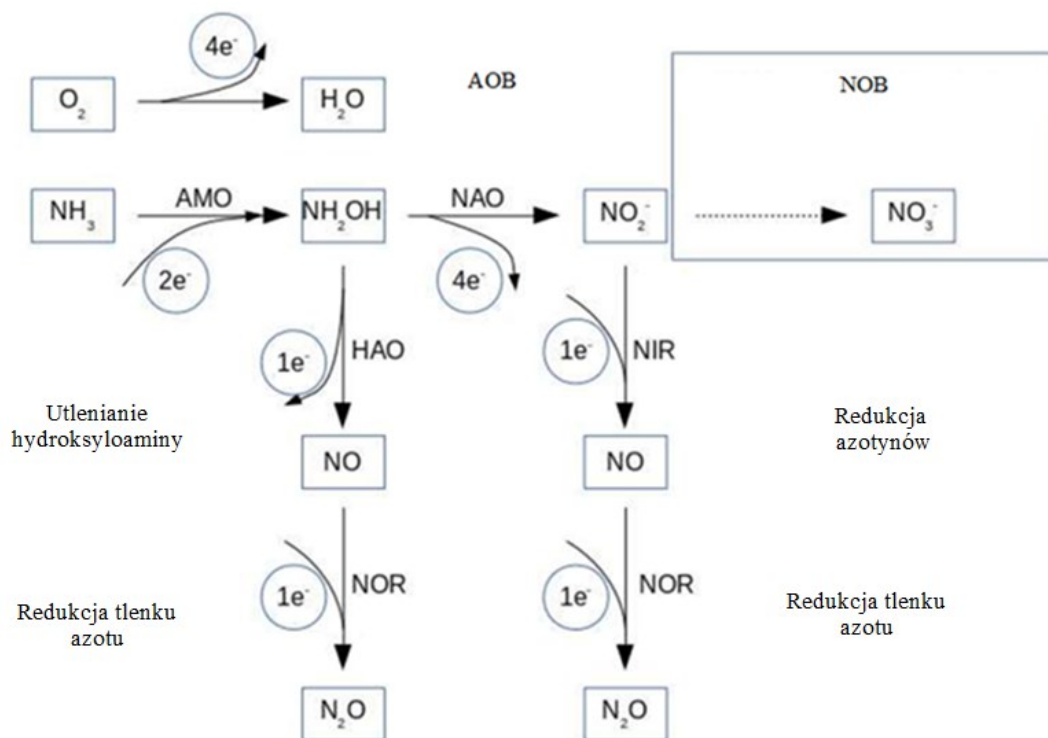 4e⁻
O₂
H₂O
AOB
NOB
NH₃
AMO
NH₂OH
NAO
NO₂⁻
NO₃⁻
2e⁻
4e⁻
1e⁻
HAO
1e⁻
NIR
Utlenianie
hydroksyloaminy
Redukcja
azotynów
NO
NO
1e⁻
NOR
1e⁻
NOR
Redukcja tlenku
azotu
Redukcja tlenku
azotu
N₂O
N₂O